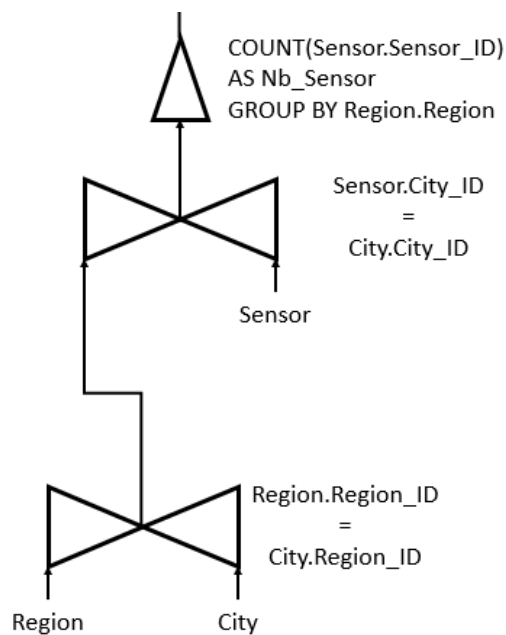 COUNT(Sensor.Sensor_ID)
AS Nb_Sensor
GROUP BY Region.Region
Sensor.City_ID
=
City.City_ID
Sensor
Region.Region_ID
=
City.Region_ID
Region
City